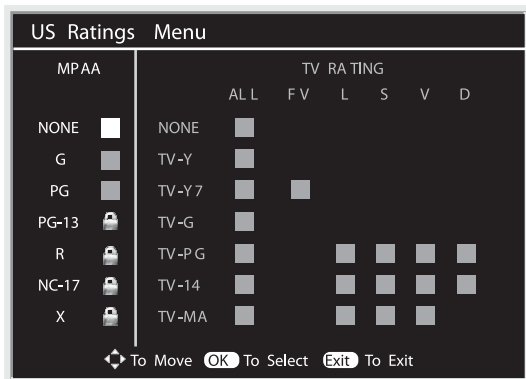 US Ratings Menu
MPAA TV RATING
ALL FV L S V D
NONE NONE
G TV-Y
PG TV-Y7
PG-13 TV-G
R TV-PG
NC-17 TV-14
X TV-MA
To Move OK To Select Exit To Exit